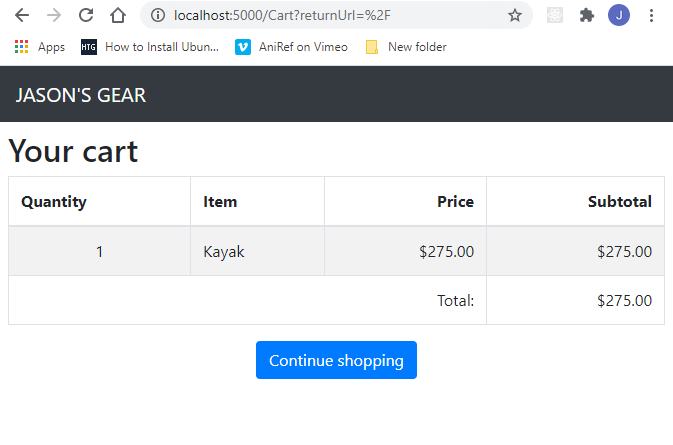 localhost:5000/Cart?returnUrl=%2F
J
Apps HTG How to Install Ubun... AniRef on Vimeo New folder
JASON'S GEAR
Your cart
Quantity Item Price Subtotal
1 Kayak $275.00 $275.00
Total: $275.00
Continue shopping